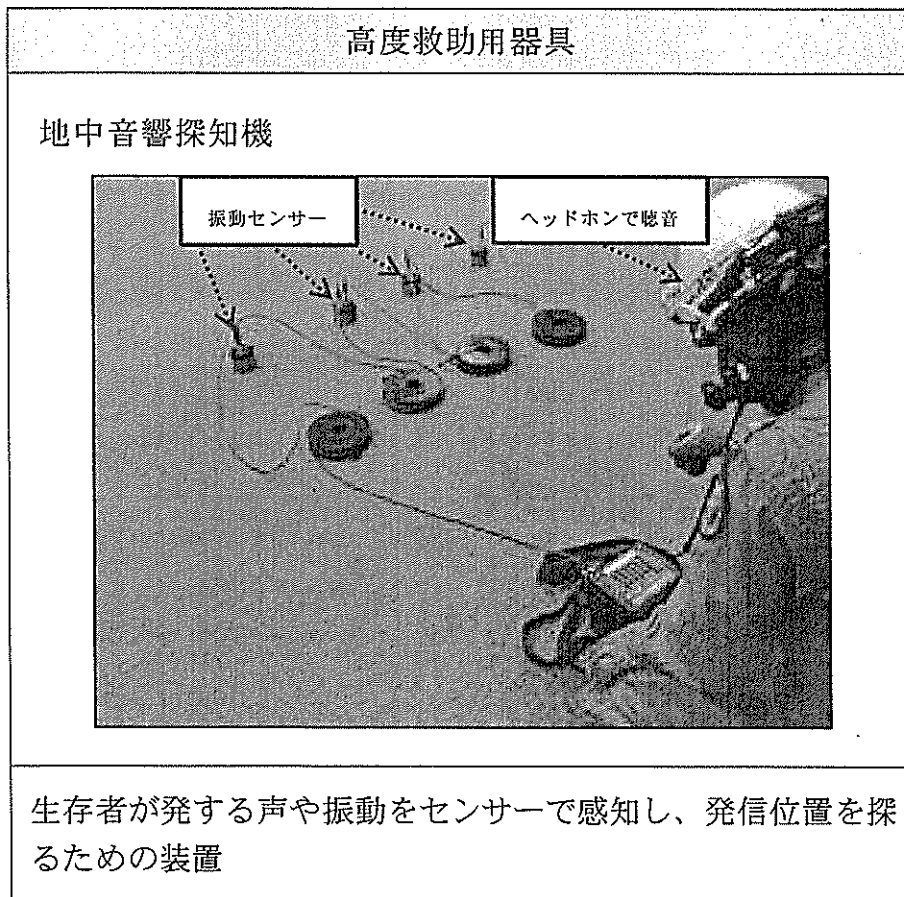 高度救助用器具
地中音響探知機
振動センサー
ヘッドホンで聴音
生存者が発する声や振動をセンサーで感知し、発信位置を探
るための装置